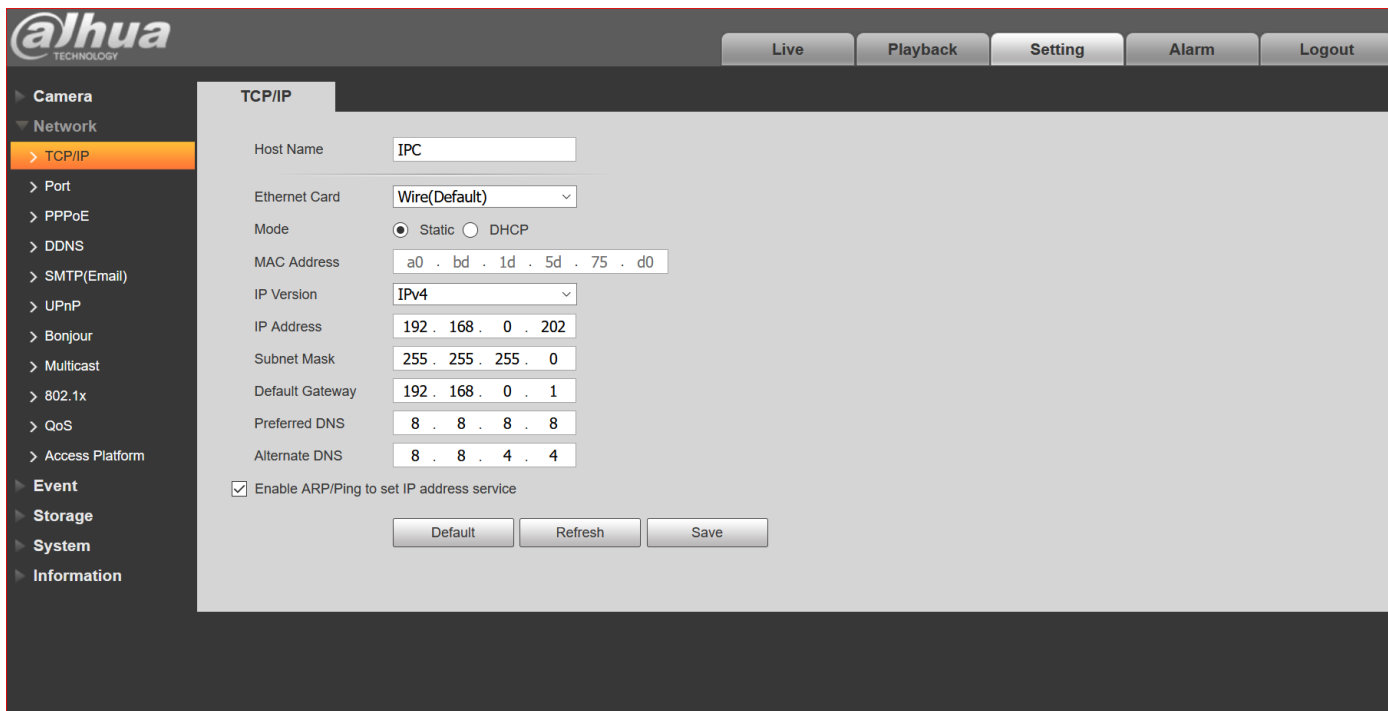 alhua
TECHNOLOGY
Live Playback Setting Alarm Logout
Camera
Network
TCP/IP
Port
PPPoE
DDNS
SMTP(Email)
UPnP
Bonjour
Multicast
802.1x
QoS
Access Platform
Event
Storage
System
Information
TCP/IP
Host Name IPC
Ethernet Card Wire(Default)
Mode Static DHCP
MAC Address a0 . bd . 1d . 5d . 75 . d0
IP Version IPv4
IP Address 192 . 168 . 0 . 202
Subnet Mask 255 . 255 . 255 . 0
Default Gateway 192 . 168 . 0 . 1
Preferred DNS 8 . 8 . 8 . 8
Alternate DNS 8 . 8 . 4 . 4
Enable ARP/Ping to set IP address service
Default Refresh Save